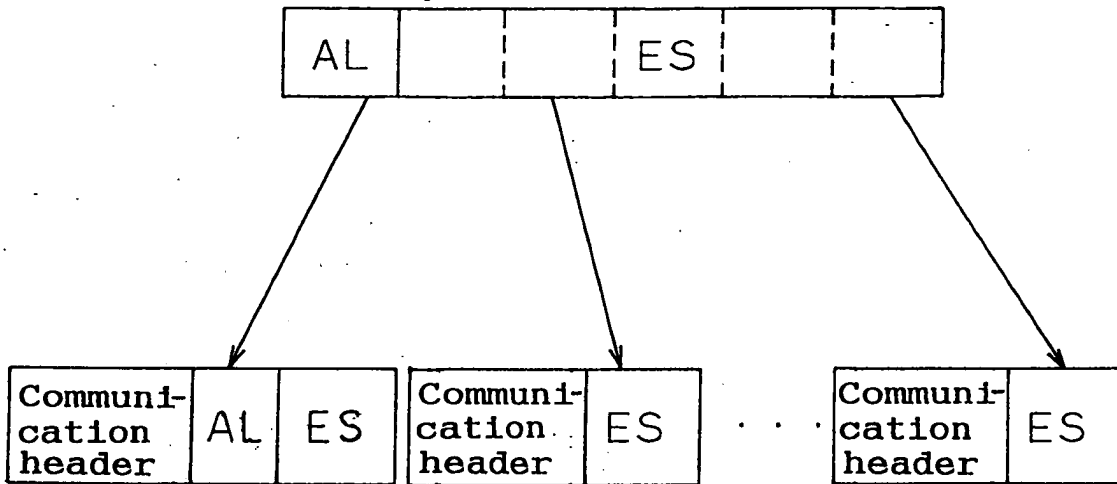 AL ES
Communi-
cation
header
AL ES
Communi-
cation
header
ES
. . .
Communi-
cation
header
ES